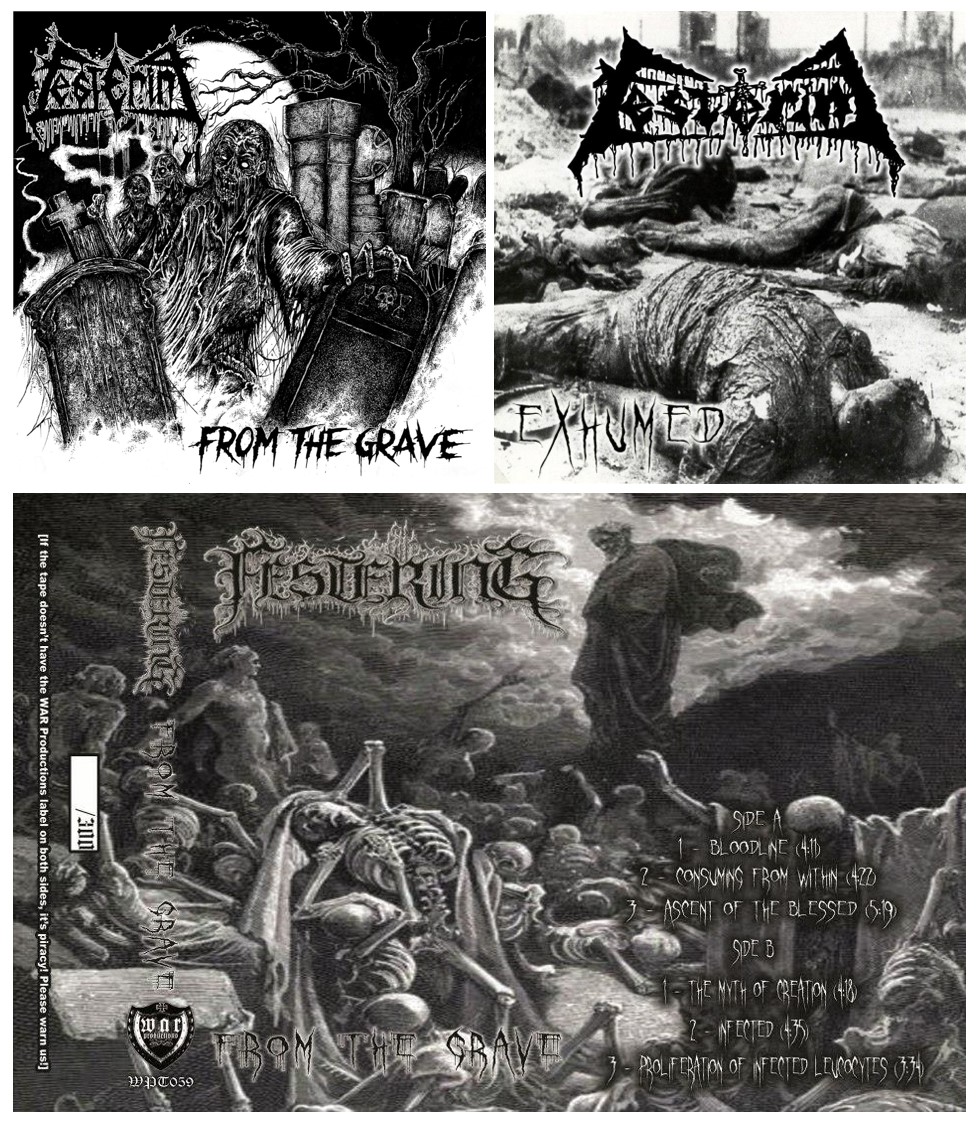 Festering
FROM THE GRAVE
Festering
EXHUMED
[If the tape doesn't have the WAR Productions label on both sides, it's piracy! Please warn us]
/300
FESTERING
FROM THE GRAVE
war
productions
WPT059
FESTERING
FROM THE GRAVE
SIDE A
1 - BLOODLINE (4:11)
2 - CONSUMING FROM WITHIN (4:22)
3 - ASCENT OF THE BLESSED (5:19)
SIDE B
1 - THE MYTH OF CREATION (4:18)
2 - INFECTED (4:35)
3 - PROLIFERATION OF INFECTED LEUCOCYTES (3:34)